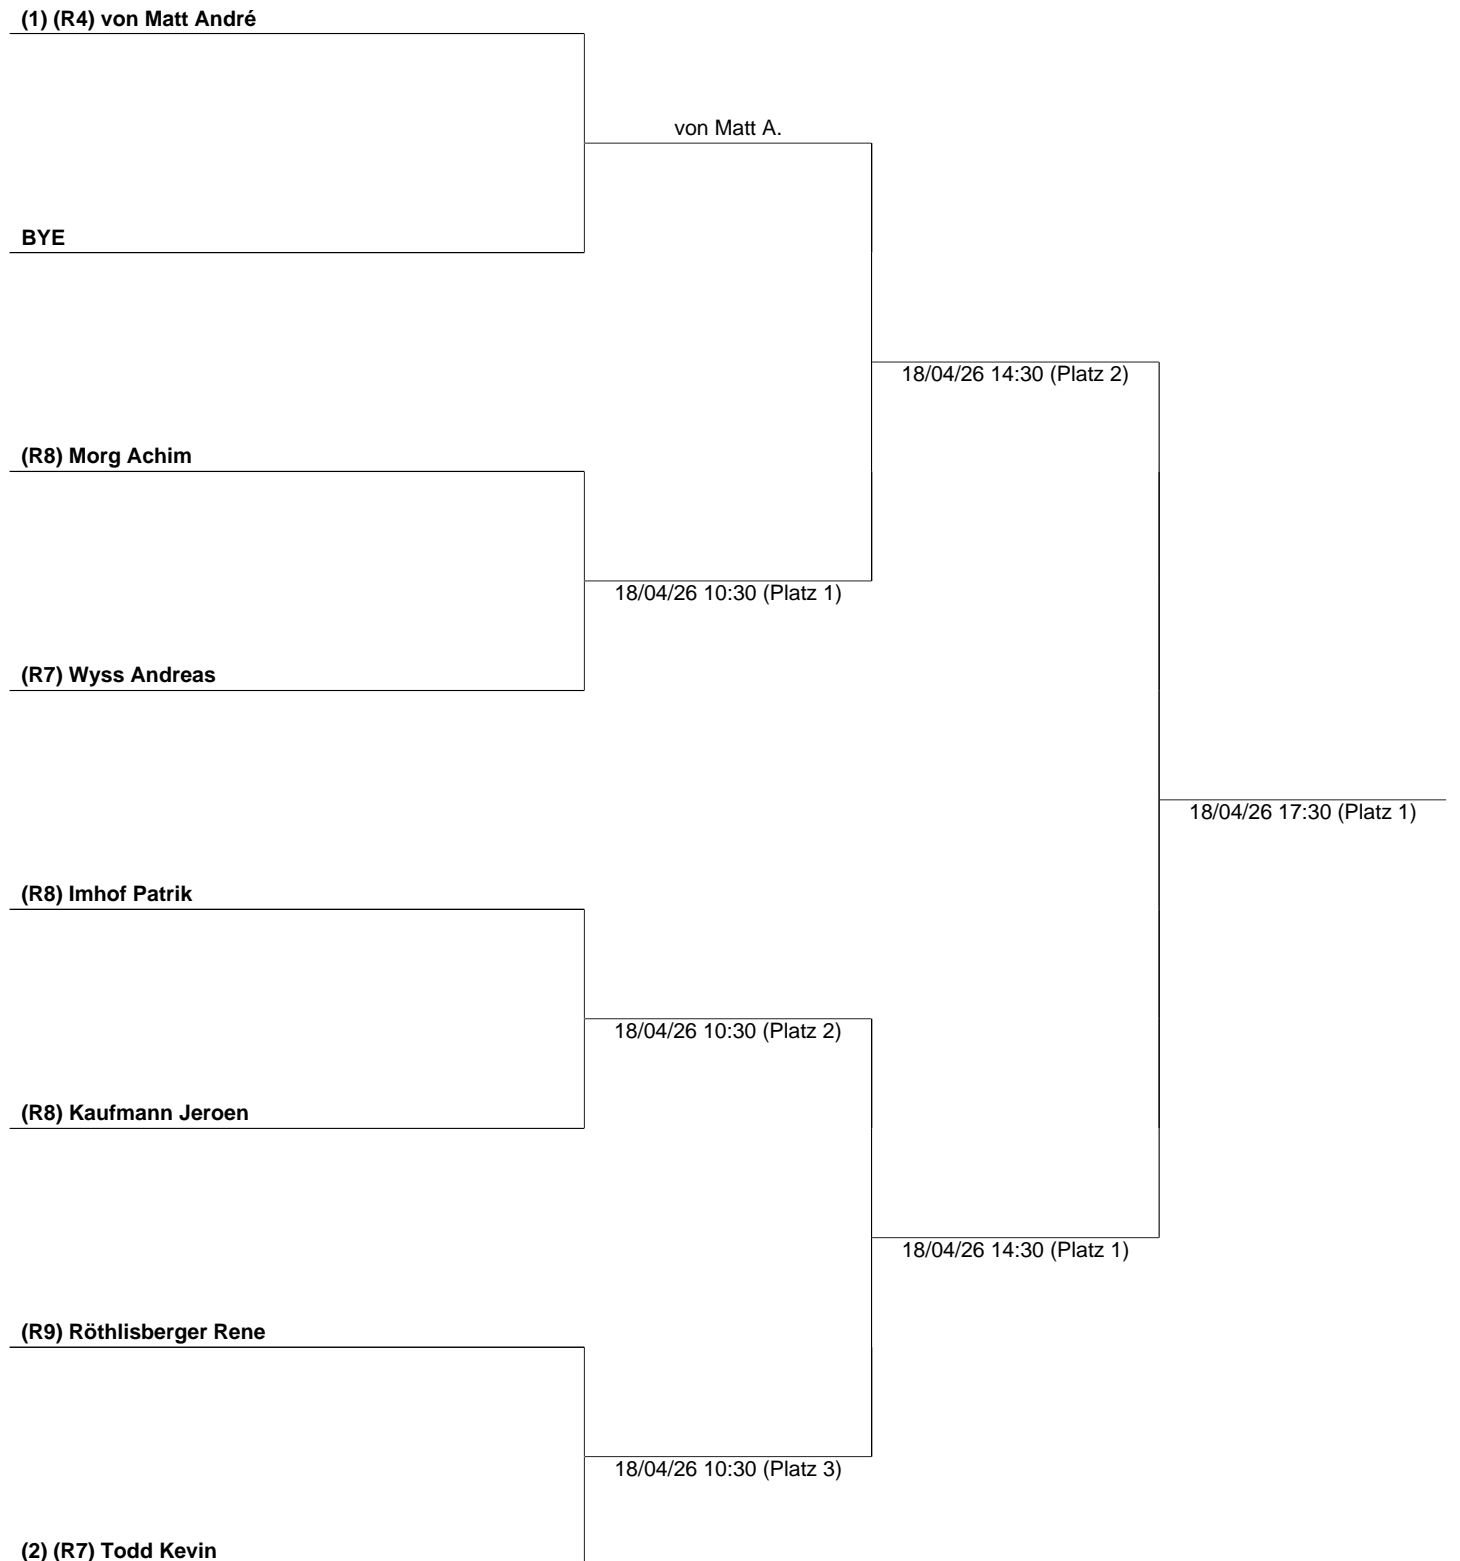 (1) (R4) von Matt André
von Matt A.
BYE
18/04/26 14:30 (Platz 2)
(R8) Morg Achim
18/04/26 10:30 (Platz 1)
(R7) Wyss Andreas
18/04/26 17:30 (Platz 1)
(R8) Imhof Patrik
18/04/26 10:30 (Platz 2)
(R8) Kaufmann Jeroen
18/04/26 14:30 (Platz 1)
(R9) Röthlisberger Rene
18/04/26 10:30 (Platz 3)
(2) (R7) Todd Kevin